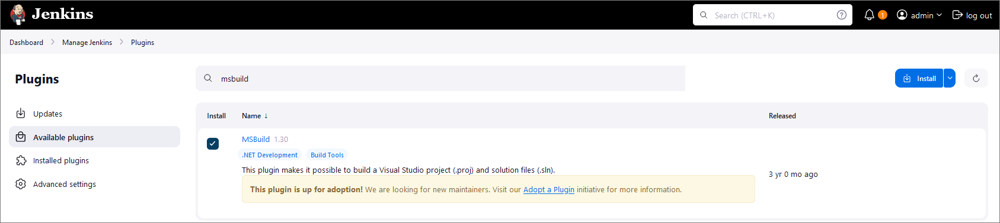 Jenkins
Search (CTRL+K)
1
admin
log out
Dashboard
Manage Jenkins
Plugins
Plugins
msbuild
Install
Updates
Available plugins
Installed plugins
Advanced settings
Install Name ↓ Released
MSBuild 1.30
.NET Development Build Tools
This plugin makes it possible to build a Visual Studio project (.proj) and solution files (.sln).
3 yr 0 mo ago
This plugin is up for adoption! We are looking for new maintainers. Visit our Adopt a Plugin initiative for more information.